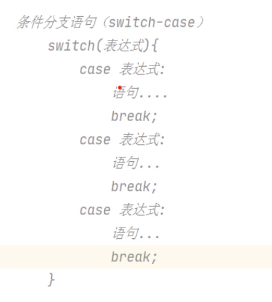 条件分支语句（switch-case）
switch(表达式){
case 表达式:
语句....
break;
case 表达式:
语句...
break;
case 表达式:
语句...
break;
}